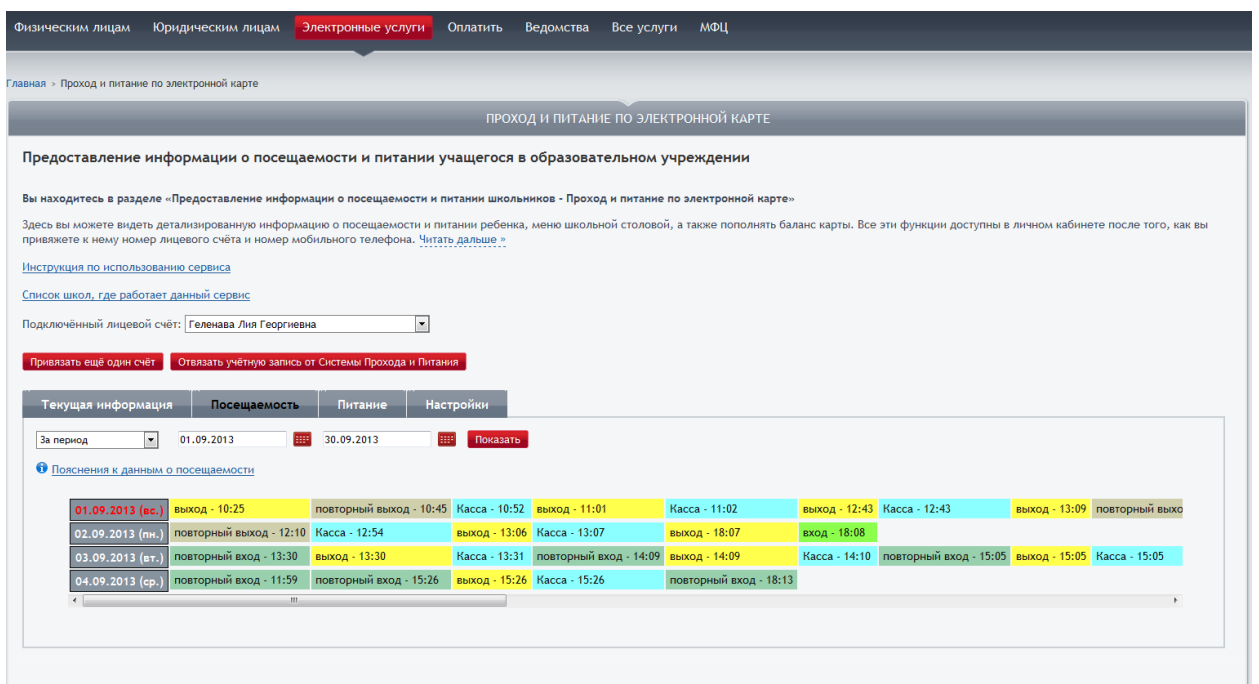 Физическим лицам Юридическим лицам Электронные услуги Оплатить Ведомства Все услуги МФЦ
Главная > Проход и питание по электронной карте
ПРОХОД И ПИТАНИЕ ПО ЭЛЕКТРОННОЙ КАРТЕ
Предоставление информации о посещаемости и питании учащегося в образовательном учреждении
Вы находитесь в разделе «Предоставление информации о посещаемости и питании школьников - Проход и питание по электронной карте»
Здесь вы можете видеть детализированную информацию о посещаемости и питании ребенка, меню школьной столовой, а также пополнять баланс карты. Все эти функции доступны в личном кабинете после того, как вы
привяжете к нему номер лицевого счёта и номер мобильного телефона. Читать дальше »
Инструкция по использованию сервиса
Список школ, где работает данный сервис
Подключённый лицевой счёт: Геленава Лия Георгиевна
Привязать ещё один счёт Отвязать учётную запись от Системы Прохода и Питания
Текущая информация Посещаемость Питание Настройки
За период 01.09.2013 30.09.2013 Показать
Пояснения к данным о посещаемости
01.09.2013 (вс.) выход - 10:25 повторный выход - 10:45 Касса - 10:52 выход - 11:01 Касса - 11:02 выход - 12:43 Касса - 12:43 выход - 13:09 повторный выхо
02.09.2013 (пн.) повторный выход - 12:10 Касса - 12:54 выход - 13:06 Касса - 13:07 выход - 18:07 вход - 18:08
03.09.2013 (вт.) повторный вход - 13:30 выход - 13:30 Касса - 13:31 повторный вход - 14:09 выход - 14:09 Касса - 14:10 повторный вход - 15:05 выход - 15:05 Касса - 15:05
04.09.2013 (ср.) повторный вход - 11:59 повторный вход - 15:26 выход - 15:26 Касса - 15:26 повторный вход - 18:13